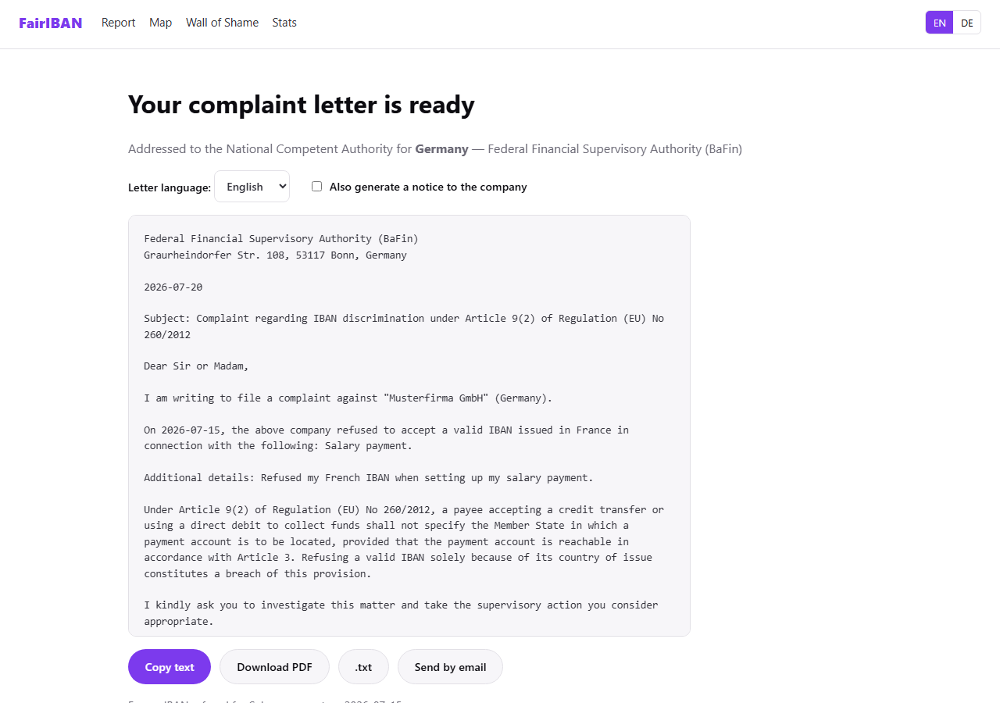 FairIBAN Report Map Wall of Shame Stats EN DE
Your complaint letter is ready
Addressed to the National Competent Authority for Germany — Federal Financial Supervisory Authority (BaFin)
Letter language: English Also generate a notice to the company
Federal Financial Supervisory Authority (BaFin)
Graurheindorfer Str. 108, 53117 Bonn, Germany
2026-07-20
Subject: Complaint regarding IBAN discrimination under Article 9(2) of Regulation (EU) No
260/2012
Dear Sir or Madam,
I am writing to file a complaint against "Musterfirma GmbH" (Germany).
On 2026-07-15, the above company refused to accept a valid IBAN issued in France in
connection with the following: Salary payment.
Additional details: Refused my French IBAN when setting up my salary payment.
Under Article 9(2) of Regulation (EU) No 260/2012, a payee accepting a credit transfer or
using a direct debit to collect funds shall not specify the Member State in which a
payment account is to be located, provided that the payment account is reachable in
accordance with Article 3. Refusing a valid IBAN solely because of its country of issue
constitutes a breach of this provision.
I kindly ask you to investigate this matter and take the supervisory action you consider
appropriate.
Copy text Download PDF .txt Send by email